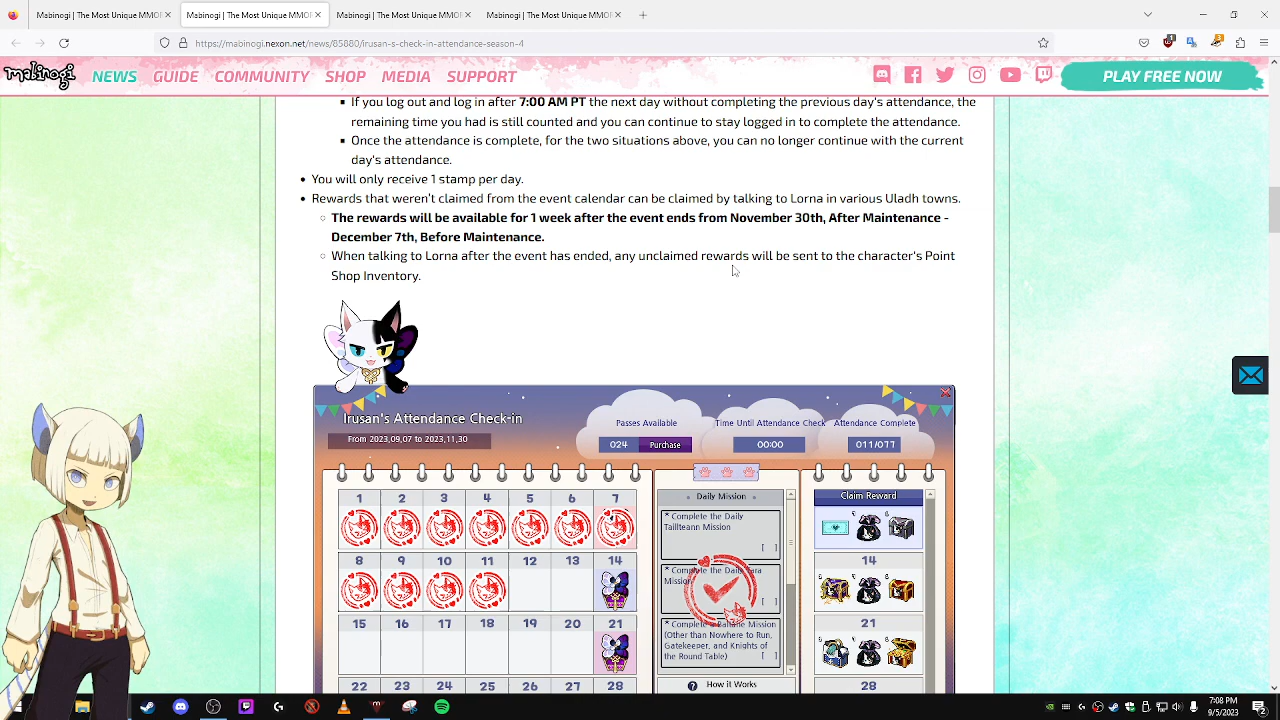 Mabinogi | The Most Unique MMOF
Mabinogi | The Most Unique MMOF
Mabinogi | The Most Unique MMOF
Mabinogi | The Most Unique MMOF
https://mabinogi.nexon.net/news/85880/irusan-s-check-in-attendance-season-4
mabinogi
NEWS
GUIDE
COMMUNITY
SHOP
MEDIA
SUPPORT
PLAY FREE NOW
If you log out and log in after 7:00 AM PT the next day without completing the previous day's attendance, the
remaining time you had is still counted and you can continue to stay logged in to complete the attendance.
Once the attendance is complete, for the two situations above, you can no longer continue with the current
day's attendance.
You will only receive 1 stamp per day.
Rewards that weren't claimed from the event calendar can be claimed by talking to Lorna in various Uladh towns.
The rewards will be available for 1 week after the event ends from November 30th, After Maintenance -
December 7th, Before Maintenance.
When talking to Lorna after the event has ended, any unclaimed rewards will be sent to the character's Point
Shop Inventory.
Irusan's Attendance Check-in
From 2023,09,07 to 2023,11,30
Passes Available
024 Purchase
Time Until Attendance Check
00:00
Attendance Complete
011/077
1 2 3 4 5 6 7
8 9 10 11 12 13 14
15 16 17 18 19 20 21
22 23 24 25 26 27 28
Daily Mission
* Complete the Daily
Taillteann Mission
[ ]
* Complete the Daily Tara
Mission
[ ]
(Other than Nowhere to Run,
Gatekeeper, and Knights of
the Round Table) [ ]
How it Works
Claim Reward
14
21
28
7:08 PM
9/5/2023